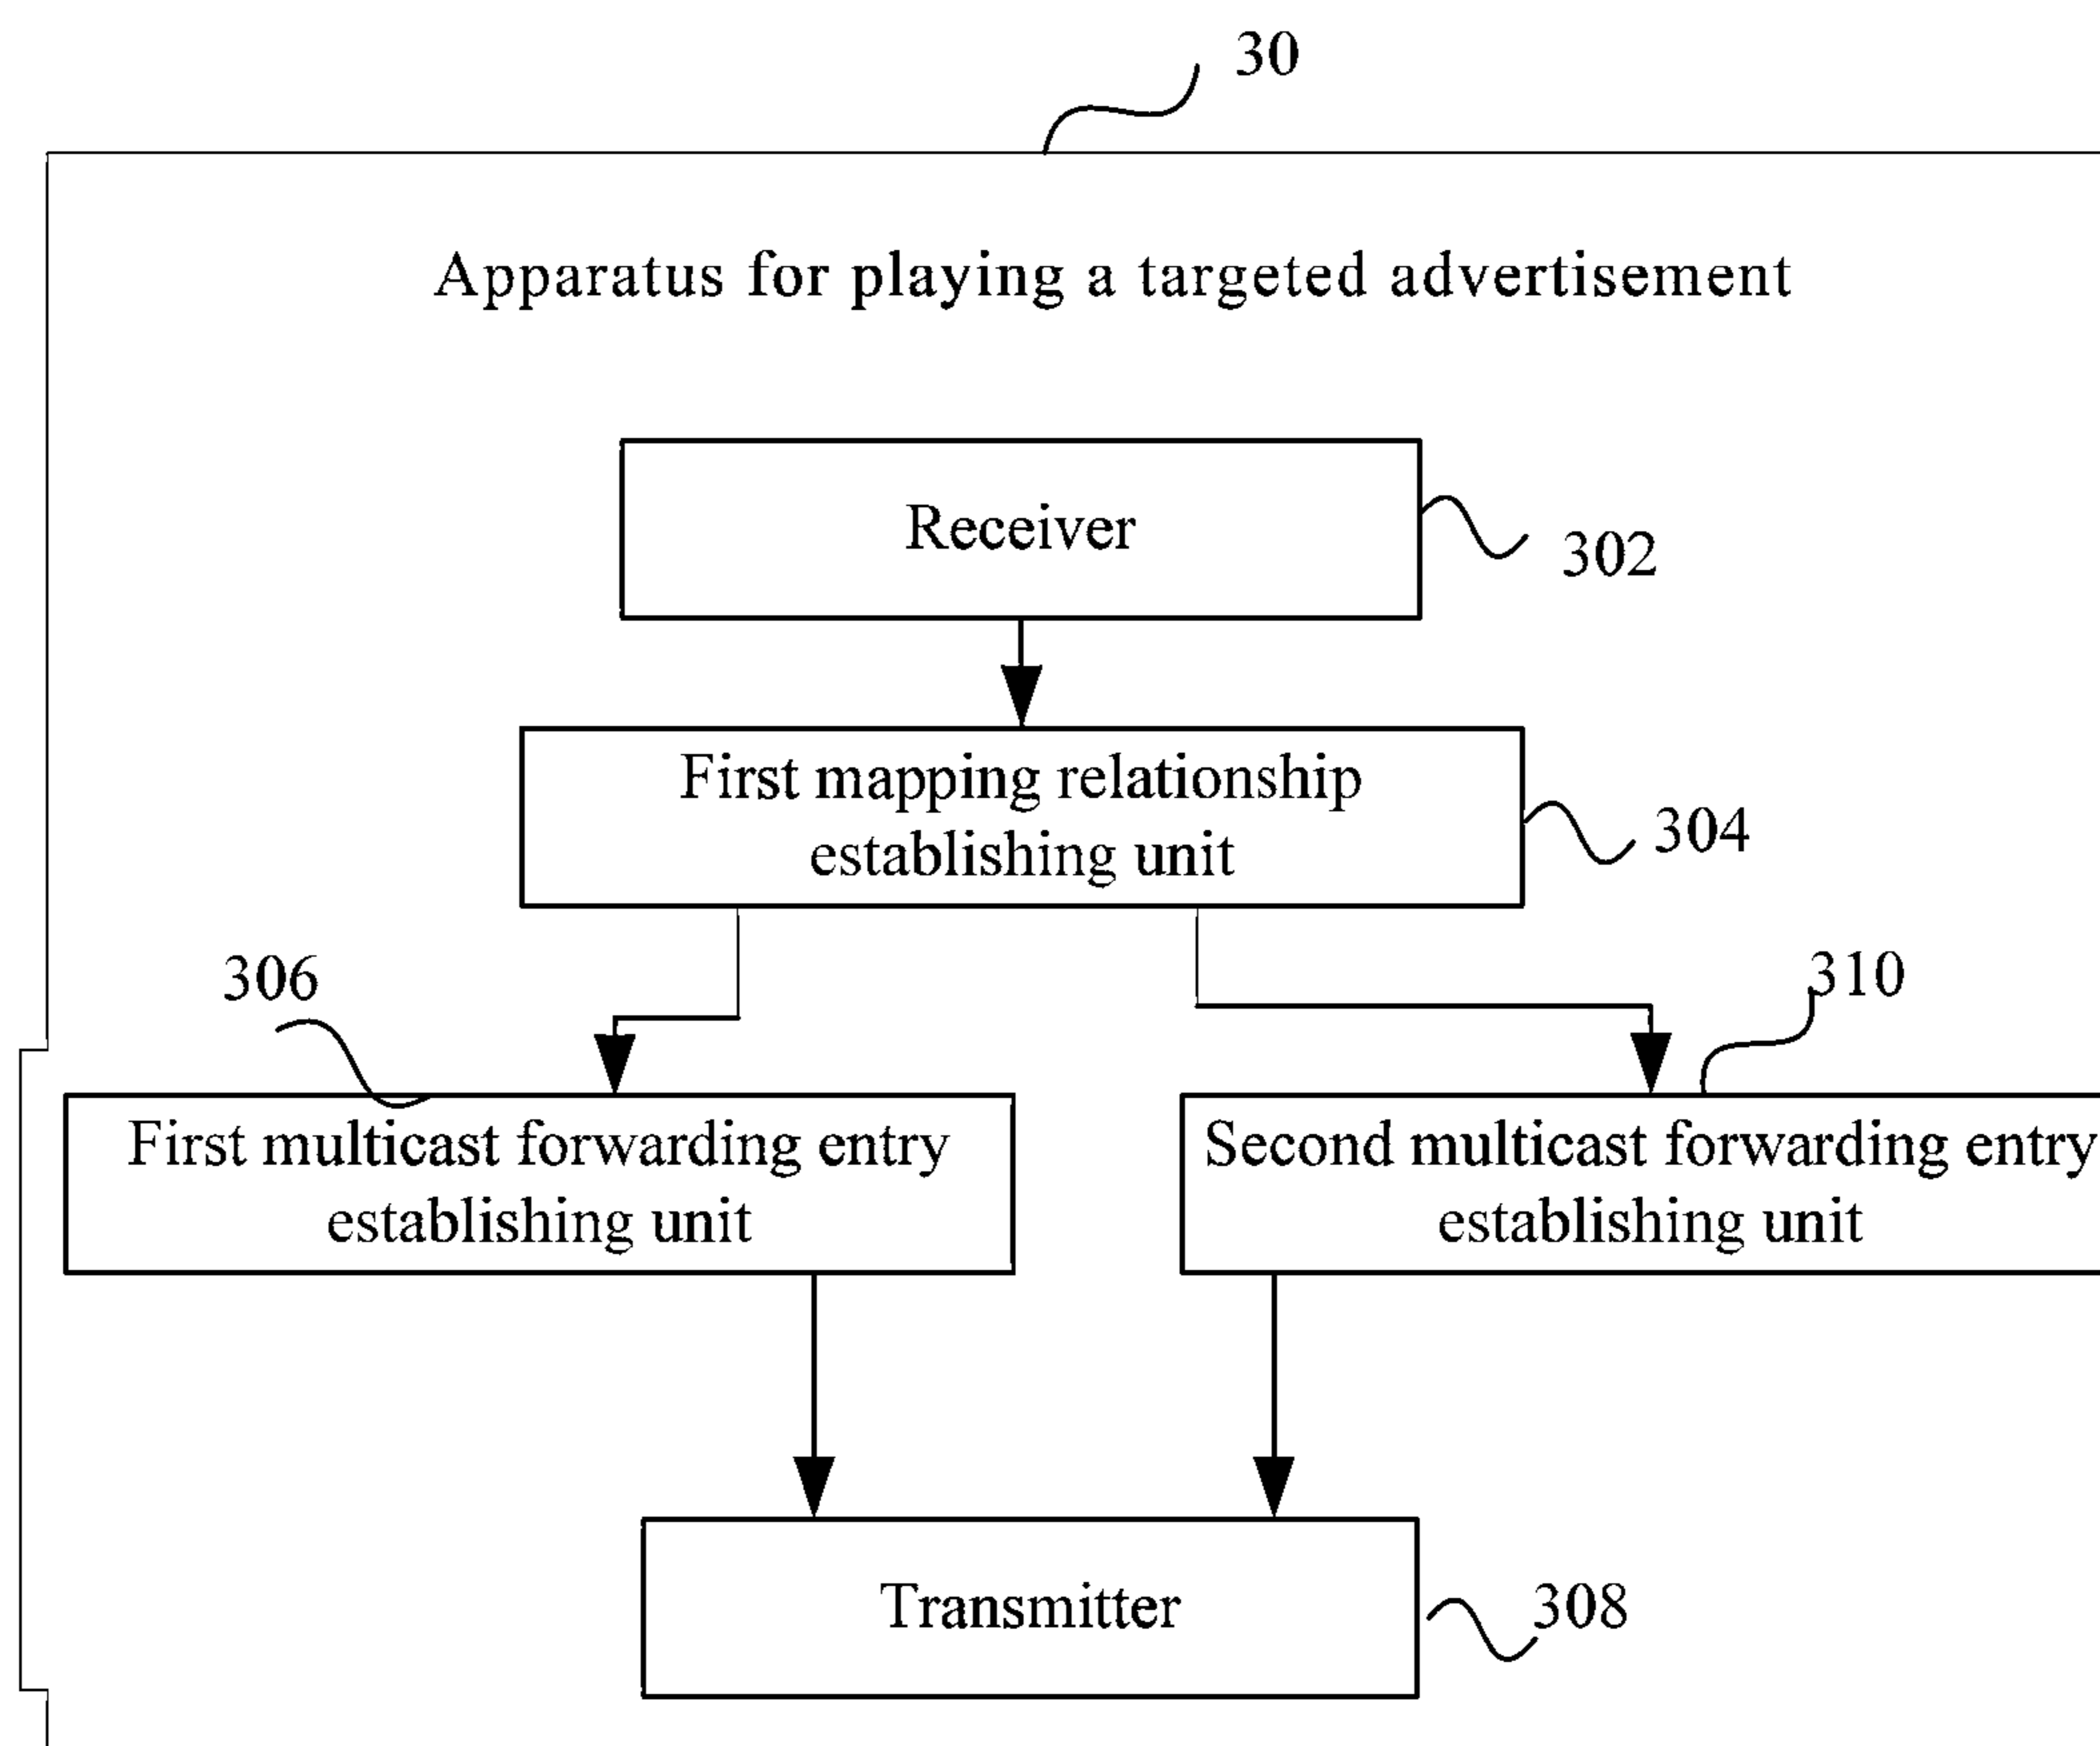 30
Apparatus for playing a targeted advertisement
Receiver
302
First mapping relationship
establishing unit
304
306
310
First multicast forwarding entry
establishing unit
Second multicast forwarding entry
establishing unit
Transmitter
308